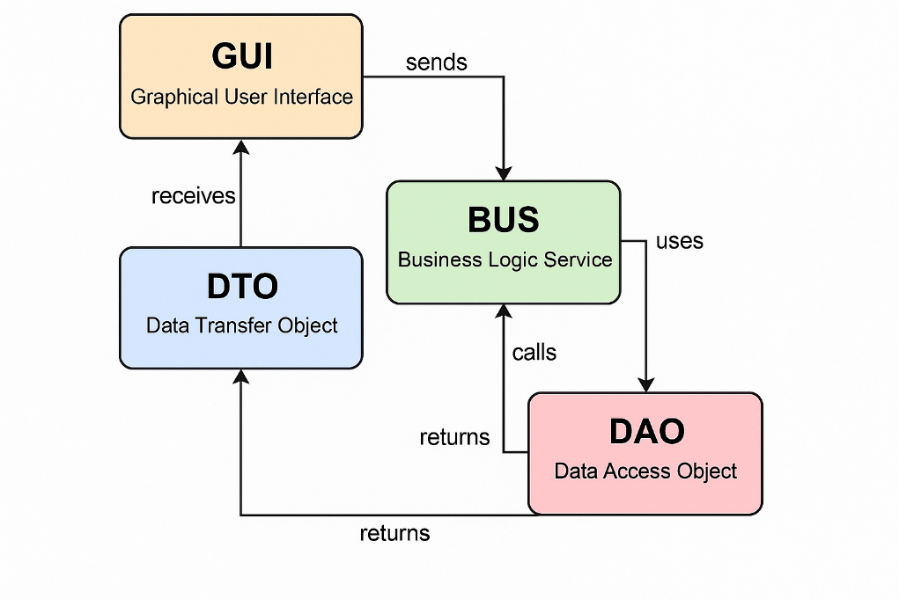 GUI
Graphical User Interface
sends
receives
BUS
Business Logic Service
uses
DTO
Data Transfer Object
calls
returns
DAO
Data Access Object
returns